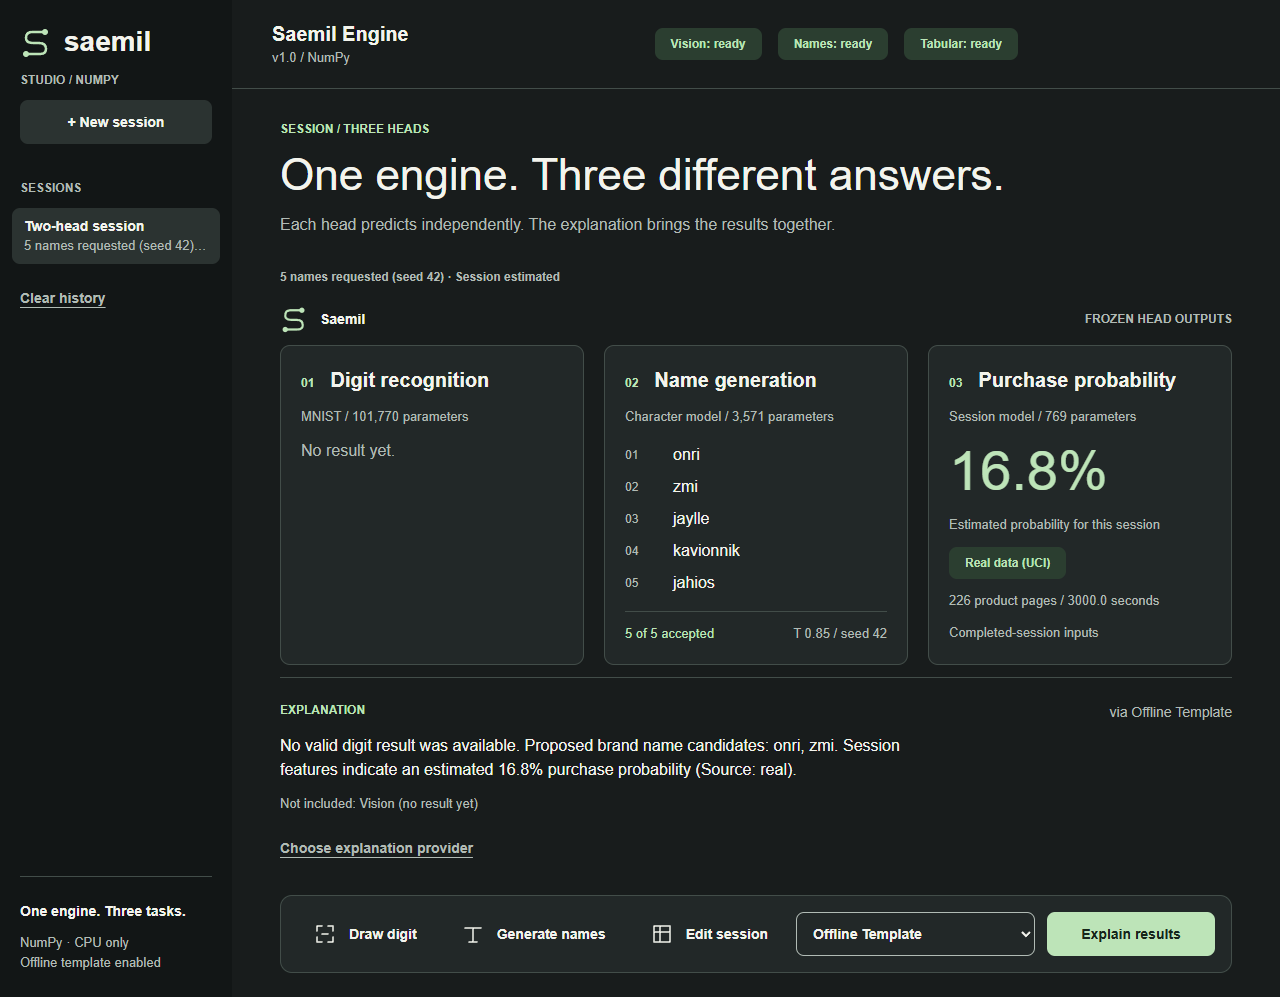 saemil
STUDIO / NUMPY
+ New session
SESSIONS
Two-head session
5 names requested (seed 42)...
Clear history
One engine. Three tasks.
NumPy · CPU only
Offline template enabled
Saemil Engine
v1.0 / NumPy
Vision: ready
Names: ready
Tabular: ready
SESSION / THREE HEADS
One engine. Three different answers.
Each head predicts independently. The explanation brings the results together.
5 names requested (seed 42) · Session estimated
Saemil
FROZEN HEAD OUTPUTS
01 Digit recognition
MNIST / 101,770 parameters
No result yet.
02 Name generation
Character model / 3,571 parameters
01 onri
02 zmi
03 jaylle
04 kavionnik
05 jahios
5 of 5 accepted T 0.85 / seed 42
03 Purchase probability
Session model / 769 parameters
16.8%
Estimated probability for this session
Real data (UCI)
226 product pages / 3000.0 seconds
Completed-session inputs
EXPLANATION
via Offline Template
No valid digit result was available. Proposed brand name candidates: onri, zmi. Session
features indicate an estimated 16.8% purchase probability (Source: real).
Not included: Vision (no result yet)
Choose explanation provider
Draw digit
Generate names
Edit session
Offline Template
Explain results